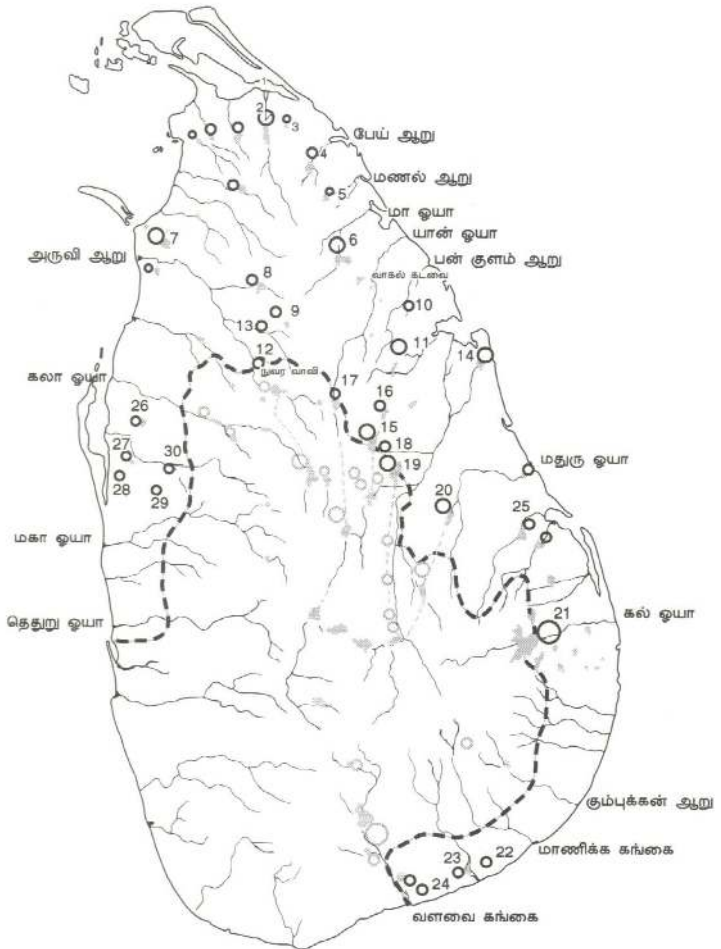 1
2
3
பேய் ஆறு
4
மணல் ஆறு
5
மா ஓயா
யான் ஓயா
7
6
பன் குளம் ஆறு
அருவி ஆறு
வாகல் கடவை
8
10
9
13
11
12
14
நுவர வாவி
கலா ஓயா
17
16
26
15
18
27
30
19
மதுரு ஓயா
28
29
20
25
மகா ஓயா
தெதுறு ஓயா
21
கல் ஓயா
கும்புக்கன் ஆறு
மாணிக்க கங்கை
23
22
24
வளவை கங்கை